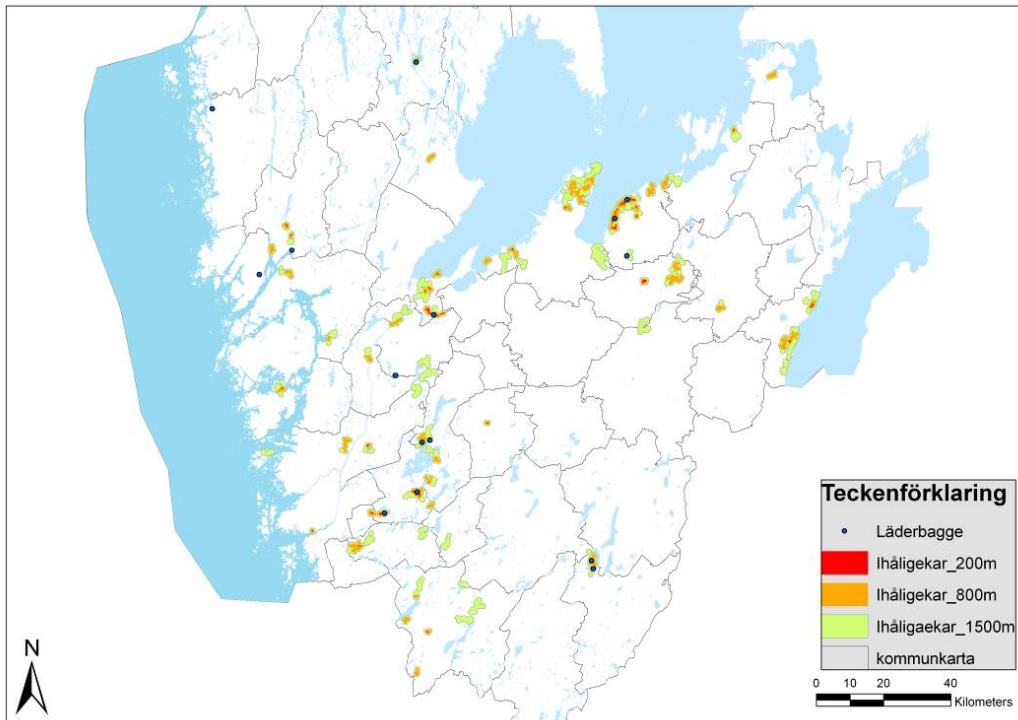 Teckenförklaring
Läderbagge
Ihåligekar_200m
Ihåligekar_800m
Ihåligaekar_1500m
kommunkarta
N
0 10 20 40
Kilometers